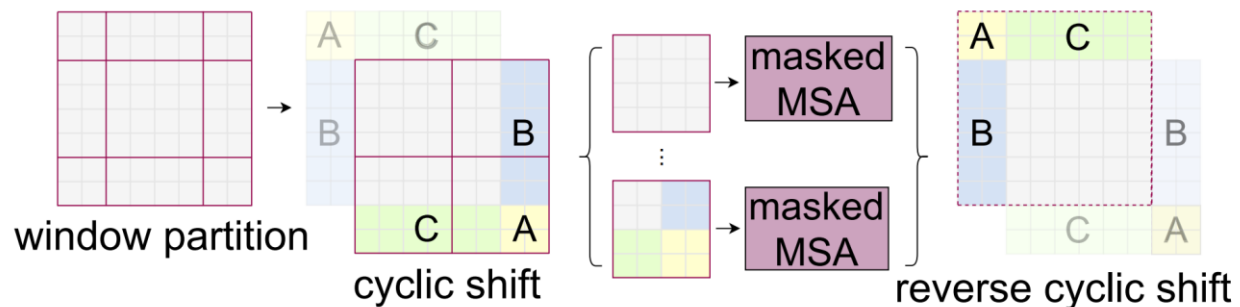 A C
B
B
C A
masked
MSA
...
masked
MSA
A C
B
B
C A
window partition
cyclic shift
reverse cyclic shift